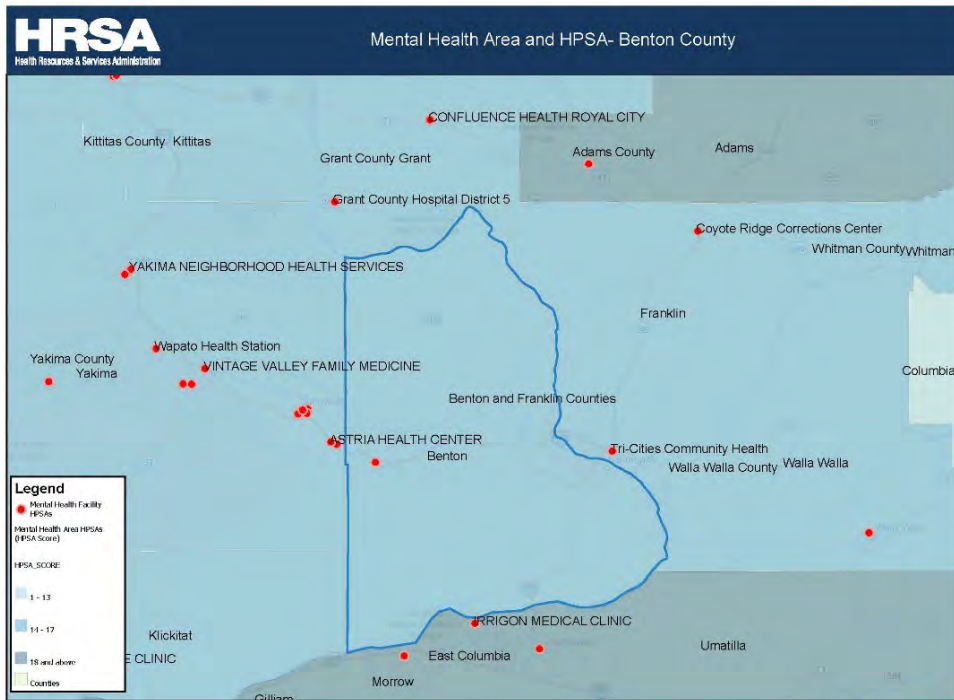 HRSA
Health Resources & Services Administration
Mental Health Area and HPSA- Benton County
CONFLUENCE HEALTH ROYAL CITY
Kittitas County Kittitas
Grant County Grant
Adams County
Adams
Grant County Hospital District 5
Coyote Ridge Corrections Center
Whitman County Whitman
YAKIMA NEIGHBORHOOD HEALTH SERVICES
Franklin
Wapato Health Station
Yakima County
Yakima
VINTAGE VALLEY FAMILY MEDICINE
Columbia
Benton and Franklin Counties
ASTRIA HEALTH CENTER
Benton
Tri-Cities Community Health
Walla Walla County Walla Walla
Legend
Mental Health Facility
HPSAs
Mental Health Area HPSAs
(HPSA Score)
HPSA_SCORE
1 - 13
14 - 17
18 and above
Counties
Klickitat
E CLINIC
IRRIGON MEDICAL CLINIC
East Columbia
Umatilla
Morrow
Gilliam